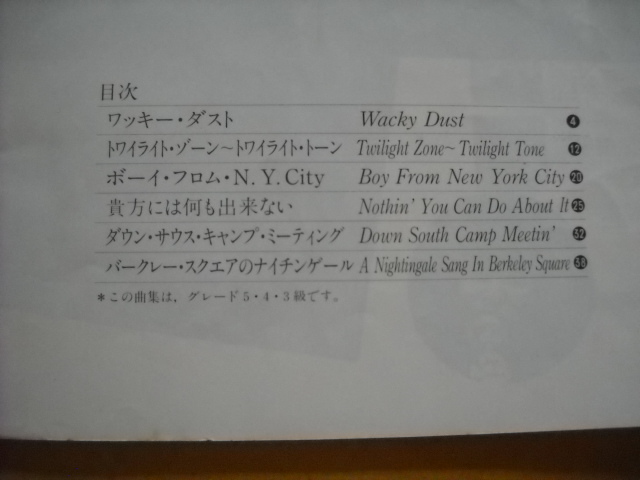 目次
ワッキー・ダスト Wacky Dust 4
トワイライト・ゾーン〜トワイライト・トーン Twilight Zone~ Twilight Tone 12
ボーイ・フロム・N.Y.City Boy From New York City 20
貴方には何も出来ない Nothin' You Can Do About It 25
ダウン・サウス・キャンプ・ミーティング Down South Camp Meetin' 32
バークレー・スクエアのナイチンゲール A Nightingale Sang In Berkeley Square 38
*この曲集は、グレード5・4・3級です。